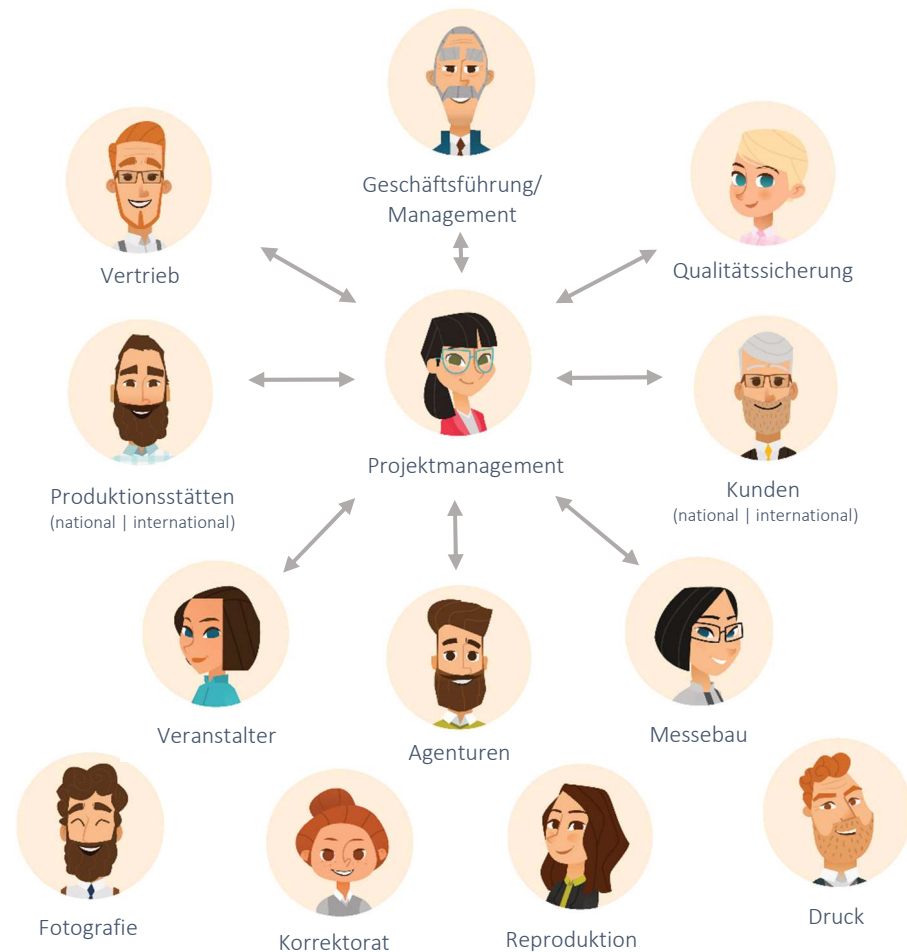 Geschäftsführung/
Management
Vertrieb
Qualitätssicherung
Projektmanagement
Produktionsstätten
(national | international)
Kunden
(national | international)
Veranstalter
Agenturen
Messebau
Fotografie
Korrektorat
Reproduktion
Druck